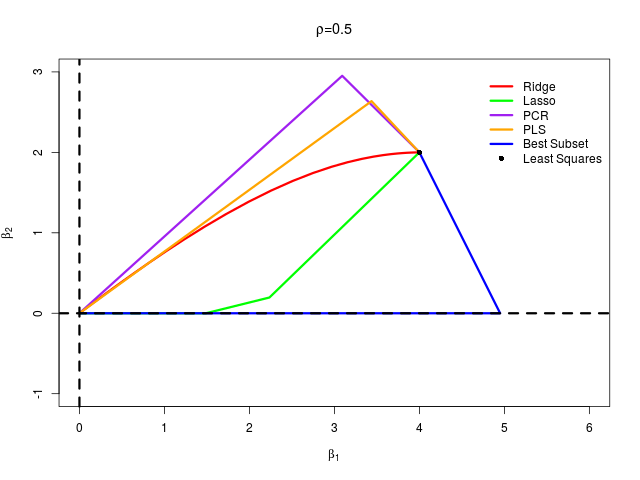 ρ=0.5
3
2
1
0
-1
β2
Ridge
Lasso
PCR
PLS
Best Subset
Least Squares
0 1 2 3 4 5 6
β1